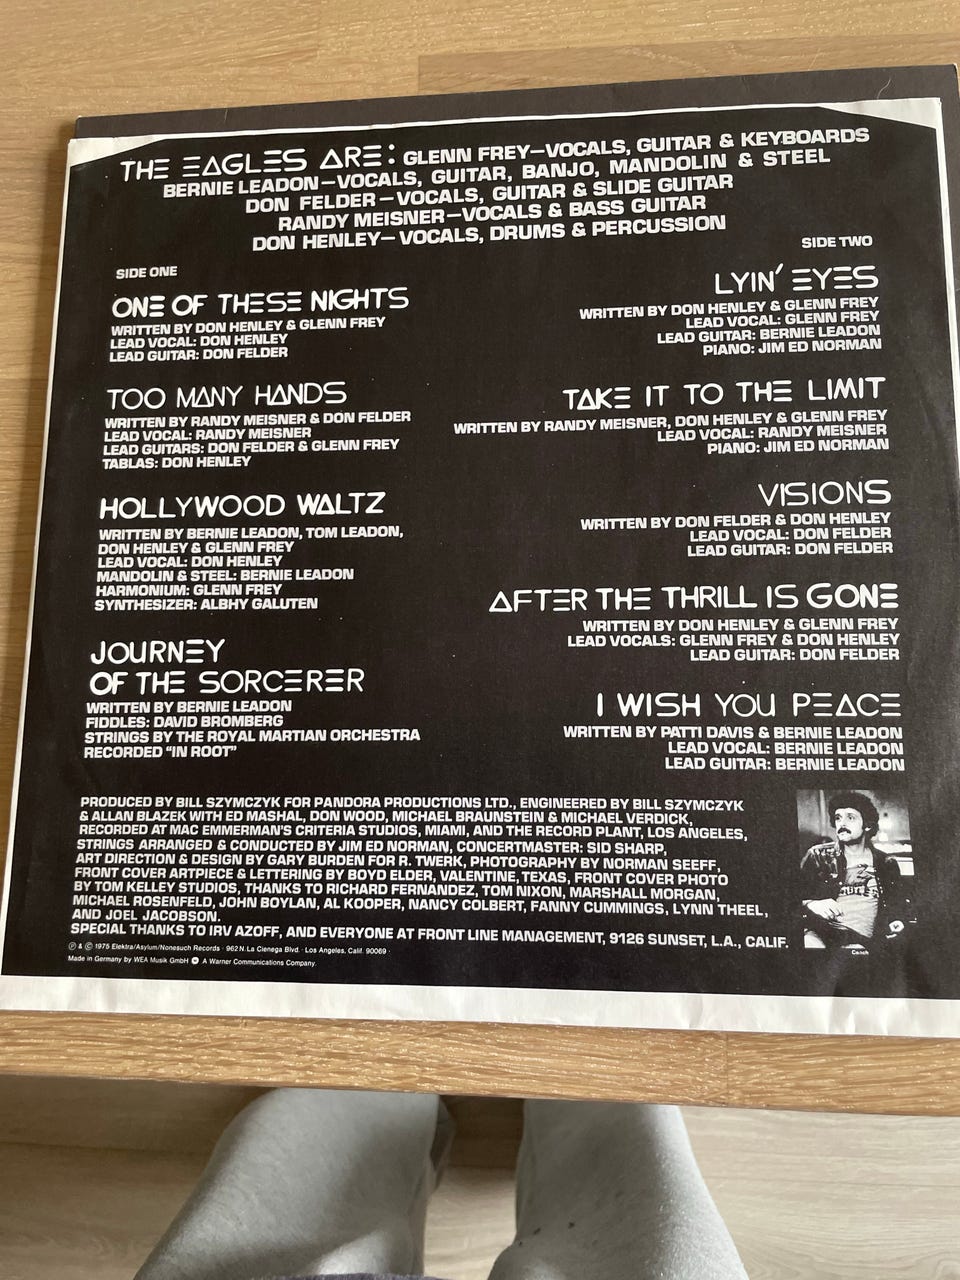 THE EAGLES ARE: GLENN FREY–VOCALS, GUITAR & KEYBOARDS
BERNIE LEADON–VOCALS, GUITAR, BANJO, MANDOLIN & STEEL
DON FELDER–VOCALS, GUITAR & SLIDE GUITAR
RANDY MEISNER–VOCALS & BASS GUITAR
DON HENLEY–VOCALS, DRUMS & PERCUSSION
SIDE ONE
ONE OF THESE NIGHTS
WRITTEN BY DON HENLEY & GLENN FREY
LEAD VOCAL: DON HENLEY
LEAD GUITAR: DON FELDER
TOO MANY HANDS
WRITTEN BY RANDY MEISNER & DON FELDER
LEAD VOCAL: RANDY MEISNER
LEAD GUITARS: DON FELDER & GLENN FREY
TABLAS: DON HENLEY
HOLLYWOOD WALTZ
WRITTEN BY BERNIE LEADON, TOM LEADON,
DON HENLEY & GLENN FREY
LEAD VOCAL: DON HENLEY
MANDOLIN & STEEL: BERNIE LEADON
HARMONIUM: GLENN FREY
SYNTHESIZER: ALBHY GALUTEN
JOURNEY
OF THE SORCERER
WRITTEN BY BERNIE LEADON
FIDDLES: DAVID BROMBERG
STRINGS BY THE ROYAL MARTIAN ORCHESTRA
RECORDED “IN ROOT”
SIDE TWO
LYIN’ EYES
WRITTEN BY DON HENLEY & GLENN FREY
LEAD VOCAL: GLENN FREY
LEAD GUITAR: BERNIE LEADON
PIANO: JIM ED NORMAN
TAKE IT TO THE LIMIT
WRITTEN BY RANDY MEISNER, DON HENLEY & GLENN FREY
LEAD VOCAL: RANDY MEISNER
PIANO: JIM ED NORMAN
VISIONS
WRITTEN BY DON FELDER & DON HENLEY
LEAD VOCAL: DON FELDER
LEAD GUITAR: DON FELDER
AFTER THE THRILL IS GONE
WRITTEN BY DON HENLEY & GLENN FREY
LEAD VOCALS: GLENN FREY & DON HENLEY
LEAD GUITAR: DON FELDER
I WISH YOU PEACE
WRITTEN BY PATTI DAVIS & BERNIE LEADON
LEAD VOCAL: BERNIE LEADON
LEAD GUITAR: BERNIE LEADON
PRODUCED BY BILL SZYMCZYK FOR PANDORA PRODUCTIONS LTD., ENGINEERED BY BILL SZYMCZYK
& ALLAN BLAZEK WITH ED MASHAL, DON WOOD, MICHAEL BRAUNSTEIN & MICHAEL VERDICK,
RECORDED AT MAC EMMERMAN’S CRITERIA STUDIOS, MIAMI, AND THE RECORD PLANT, LOS ANGELES,
STRINGS ARRANGED & CONDUCTED BY JIM ED NORMAN, CONCERTMASTER: SID SHARP,
ART DIRECTION & DESIGN BY GARY BURDEN FOR R. TWERK, PHOTOGRAPHY BY NORMAN SEEFF,
FRONT COVER ARTPIECE & LETTERING BY BOYD ELDER, VALENTINE, TEXAS, FRONT COVER PHOTO
BY TOM KELLEY STUDIOS, THANKS TO RICHARD FERNANDEZ, TOM NIXON, MARSHALL MORGAN,
MICHAEL ROSENFELD, JOHN BOYLAN, AL KOOPER, NANCY COLBERT, FANNY CUMMINGS, LYNN THEEL,
AND JOEL JACOBSON.
SPECIAL THANKS TO IRV AZOFF, AND EVERYONE AT FRONT LINE MANAGEMENT, 9126 SUNSET, L.A., CALIF.
℗ & © 1975 Elektra/Asylum/Nonesuch Records · 962 N. La Cienega Blvd. · Los Angeles, Calif. 90069 ·
Made in Germany by WEA Musik GmbH A Warner Communications Company.